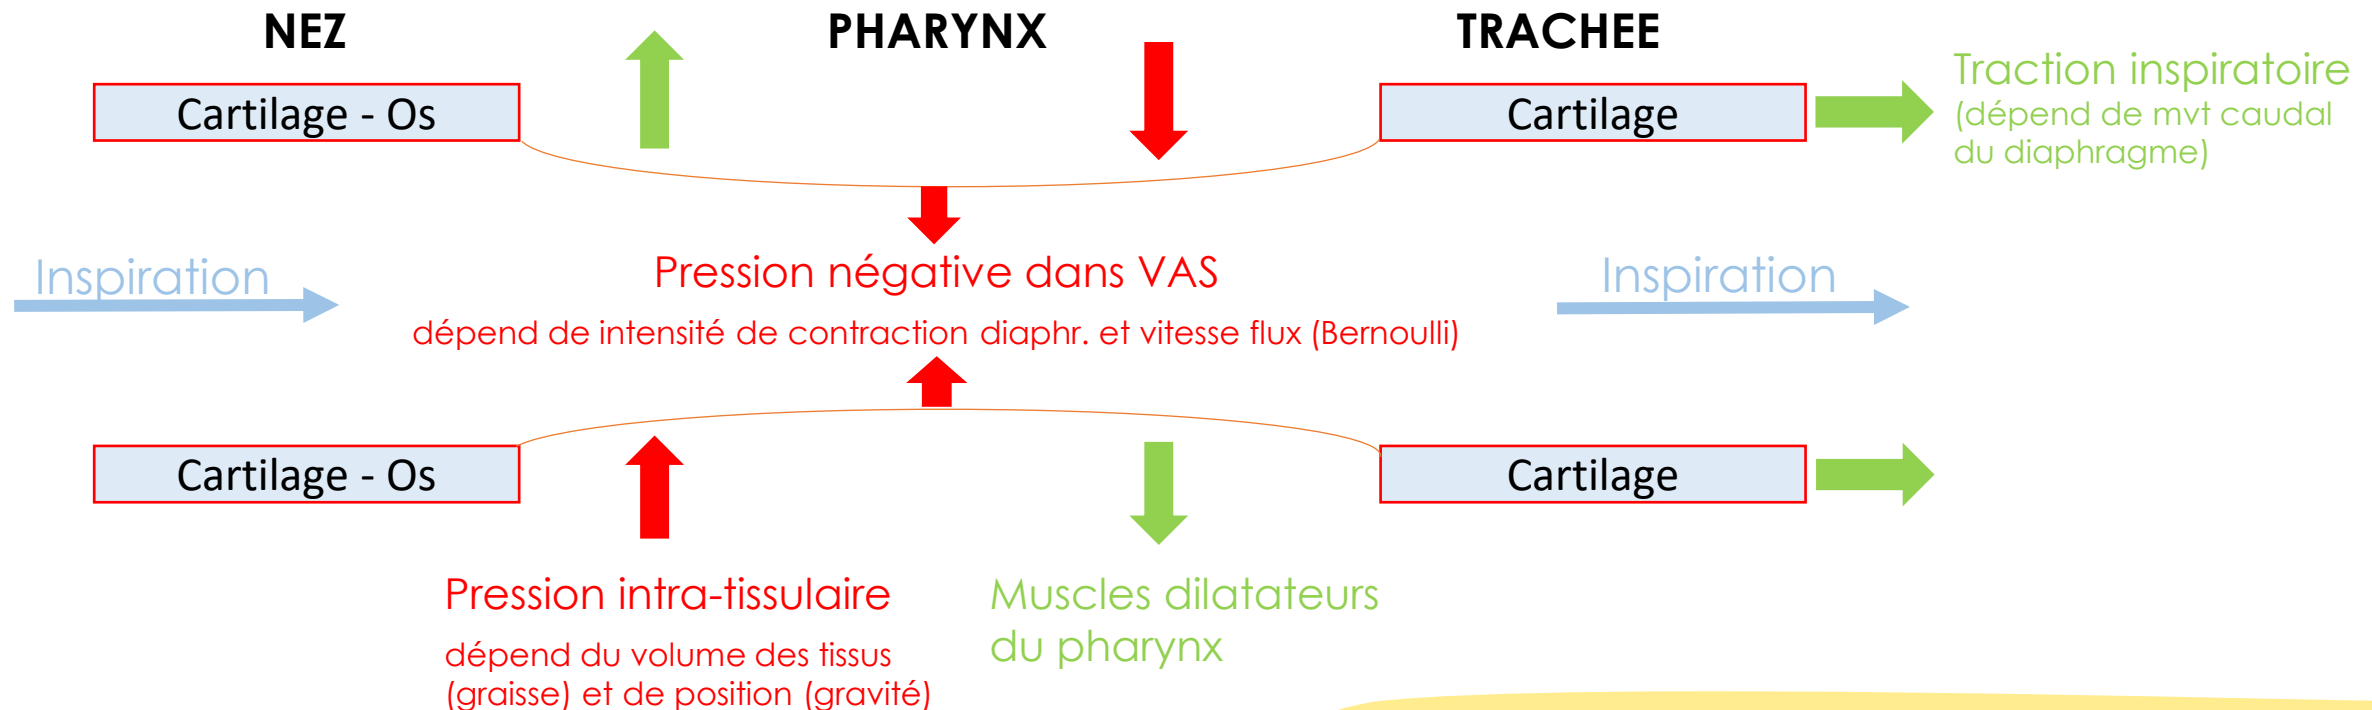 NEZ
PHARYNX
TRACHEE
Cartilage - Os
Cartilage
Traction inspiratoire
(dépend de mvt caudal
du diaphragme)
Inspiration
Pression négative dans VAS
Inspiration
dépend de intensité de contraction diaphr. et vitesse flux (Bernoulli)
Cartilage - Os
Cartilage
Pression intra-tissulaire
dépend du volume des tissus
(graisse) et de position (gravité)
Muscles dilatateurs
du pharynx